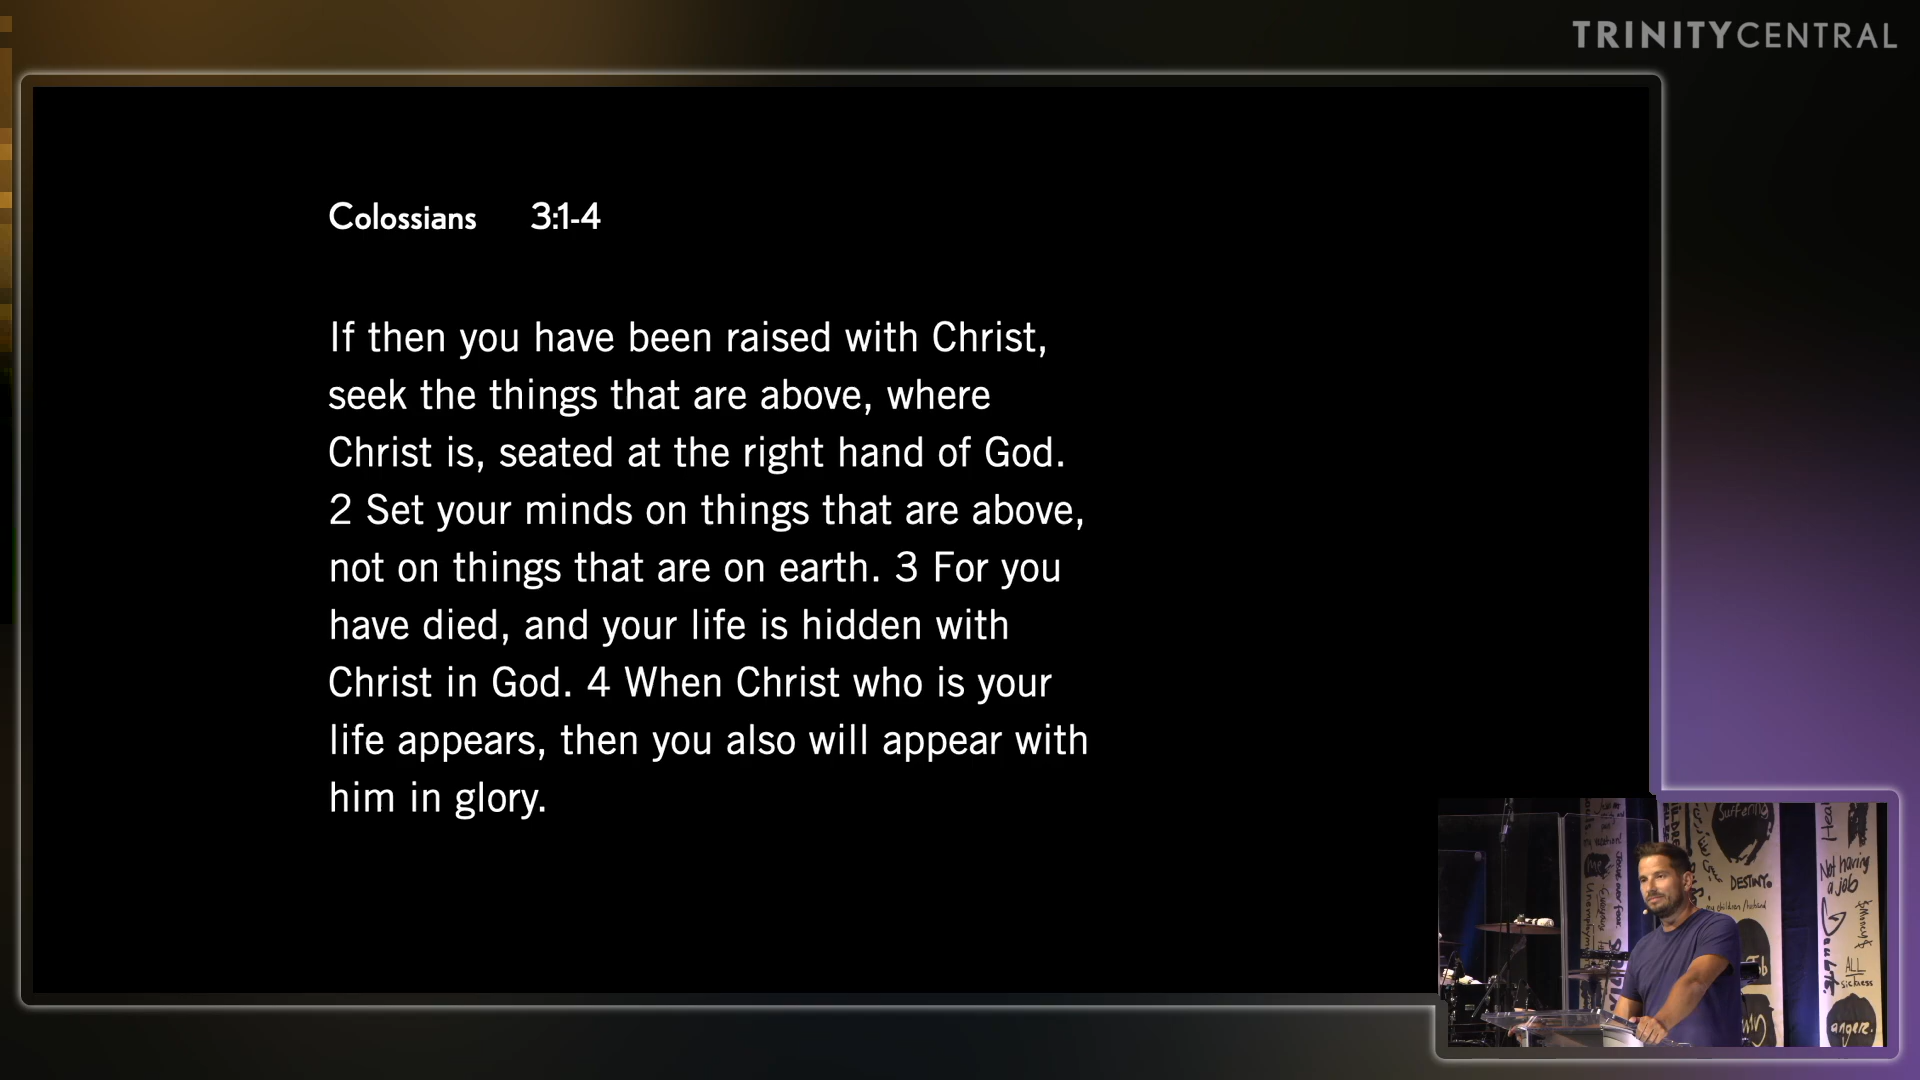 TRINITYCENTRAL
Colossians 3:1-4
If then you have been raised with Christ,
seek the things that are above, where
Christ is, seated at the right hand of God.
2 Set your minds on things that are above,
not on things that are on earth. 3 For you
have died, and your life is hidden with
Christ in God. 4 When Christ who is your
life appears, then you also will appear with
him in glory.
Suffering
DESTINY.
my children/husband
Not having
a job
Doubts.
ALL
sickness